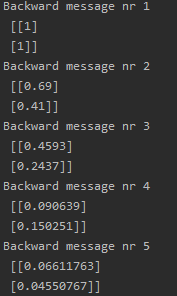 Backward message nr 1
[[1]
[1]]
Backward message nr 2
[[0.69]
[0.41]]
Backward message nr 3
[[0.4593]
[0.2437]]
Backward message nr 4
[[0.090639]
[0.150251]]
Backward message nr 5
[[0.06611763]
[0.04550767]]